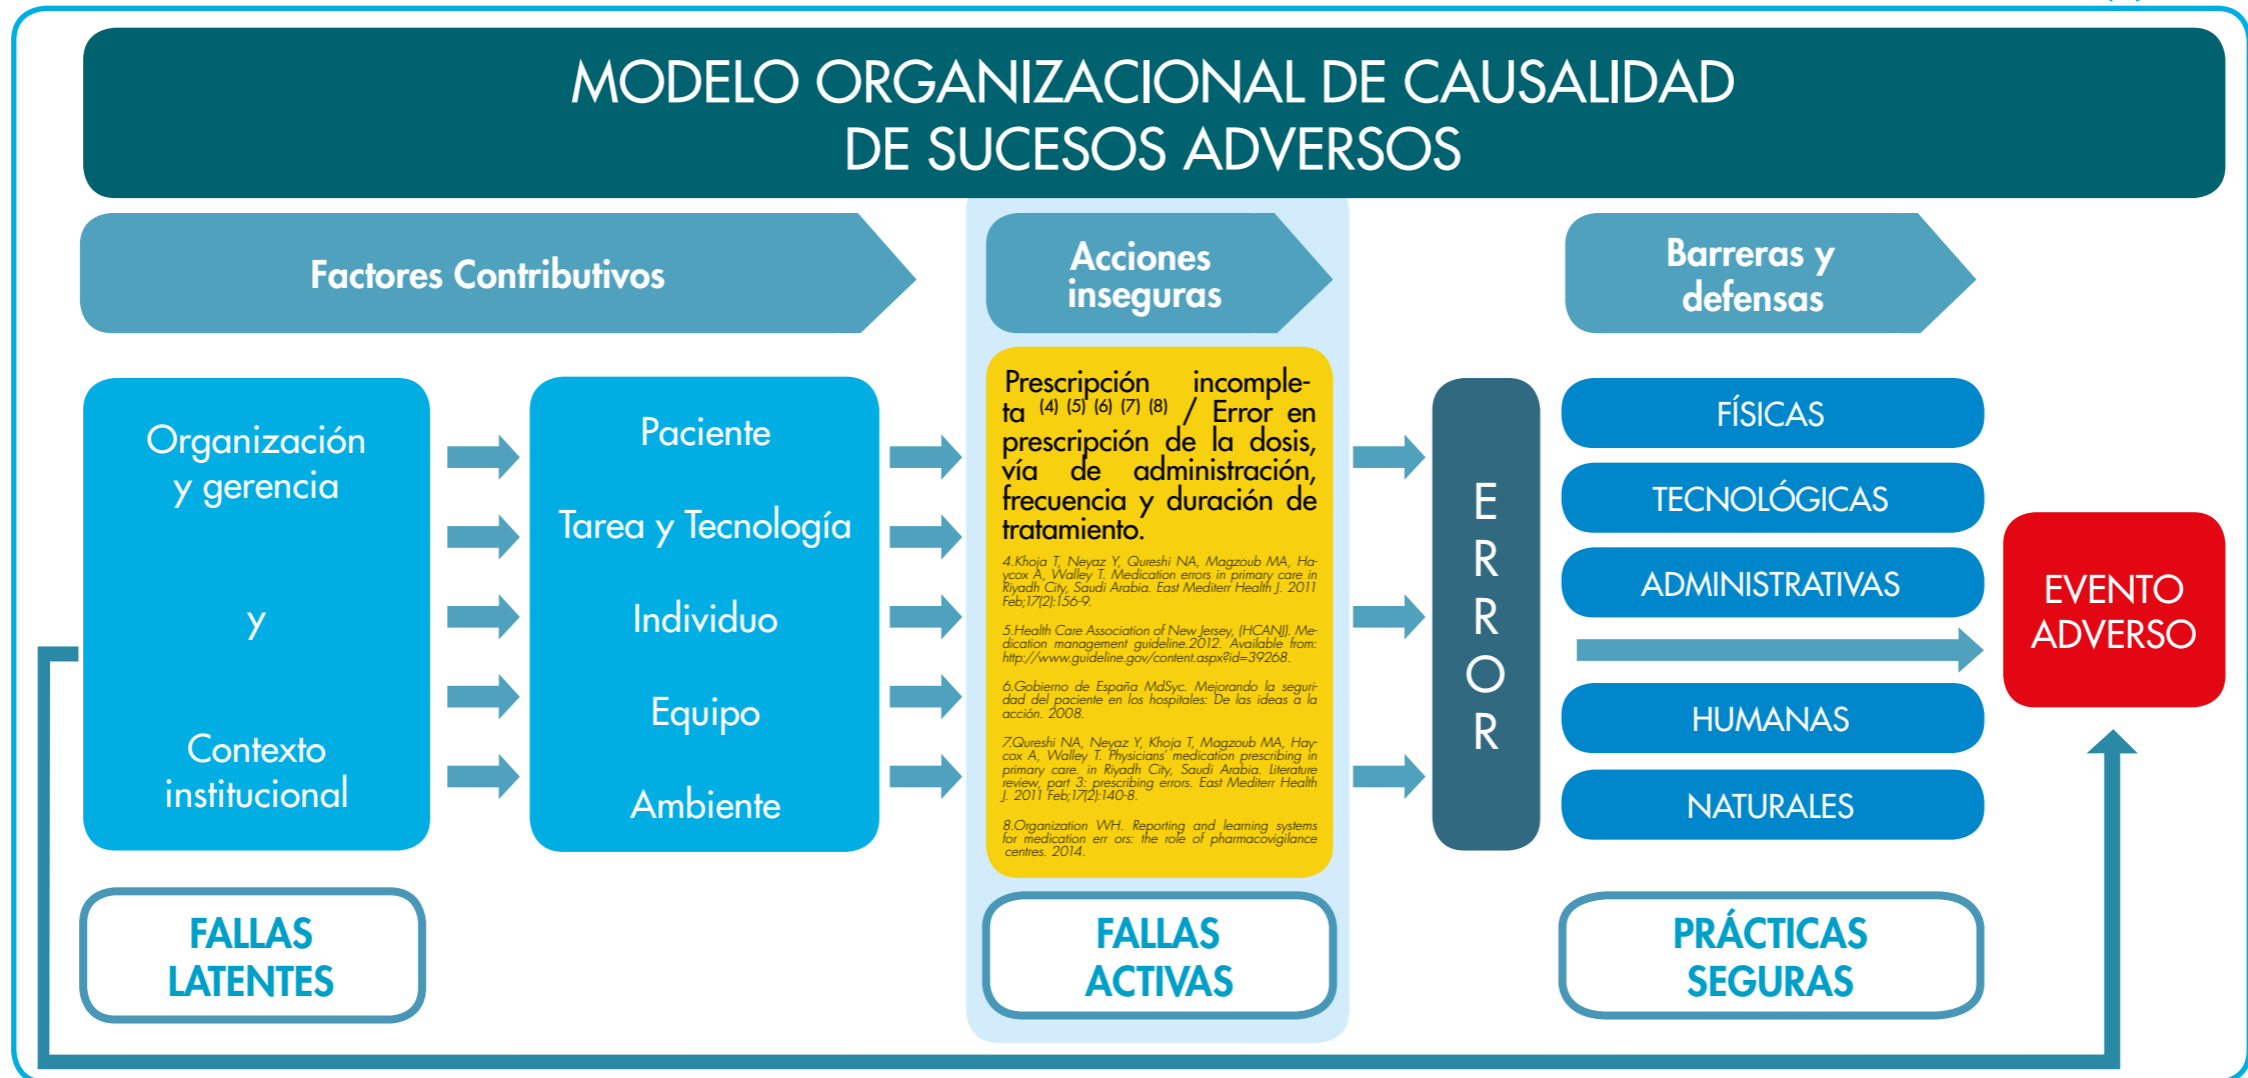 MODELO ORGANIZACIONAL DE CAUSALIDAD
DE SUCESOS ADVERSOS
Factores Contributivos
Acciones
inseguras
Barreras y
defensas
Organización
y gerencia
y
Contexto
institucional
Paciente
Tarea y Tecnología
Individuo
Equipo
Ambiente
Prescripción incomple-
ta (4) (5) (6) (7) (8) / Error en
prescripción de la dosis,
vía de administración,
frecuencia y duración de
tratamiento.
4.Khoja T, Neyaz Y, Qureshi NA, Magzoub MA, Ha-
ycox A, Walley T. Medication errors in primary care in
Riyadh City, Saudi Arabia. East Mediterr Health J. 2011
Feb;17(2):156-9.
5.Health Care Association of New Jersey, (HCANJ). Me-
dication management guideline.2012. Available from:
http://www.guideline.gov/content.aspx?id=39268.
6.Gobierno de España MdSyc. Mejorando la seguri-
dad del paciente en los hospitales: De las ideas a la
acción. 2008.
7.Qureshi NA, Neyaz Y, Khoja T, Magzoub MA, Hay-
cox A, Walley T. Physicians' medication prescribing in
primary care. in Riyadh City, Saudi Arabia. Literature
review, part 3: prescribing errors. East Mediterr Health
J. 2011 Feb;17(2):140-8.
8.Organization WH. Reporting and learning systems
for medication err ors: the role of pharmacovigilance
centres. 2014.
ERROR
FÍSICAS
TECNOLÓGICAS
ADMINISTRATIVAS
HUMANAS
NATURALES
EVENTO
ADVERSO
FALLAS
LATENTES
FALLAS
ACTIVAS
PRÁCTICAS
SEGURAS